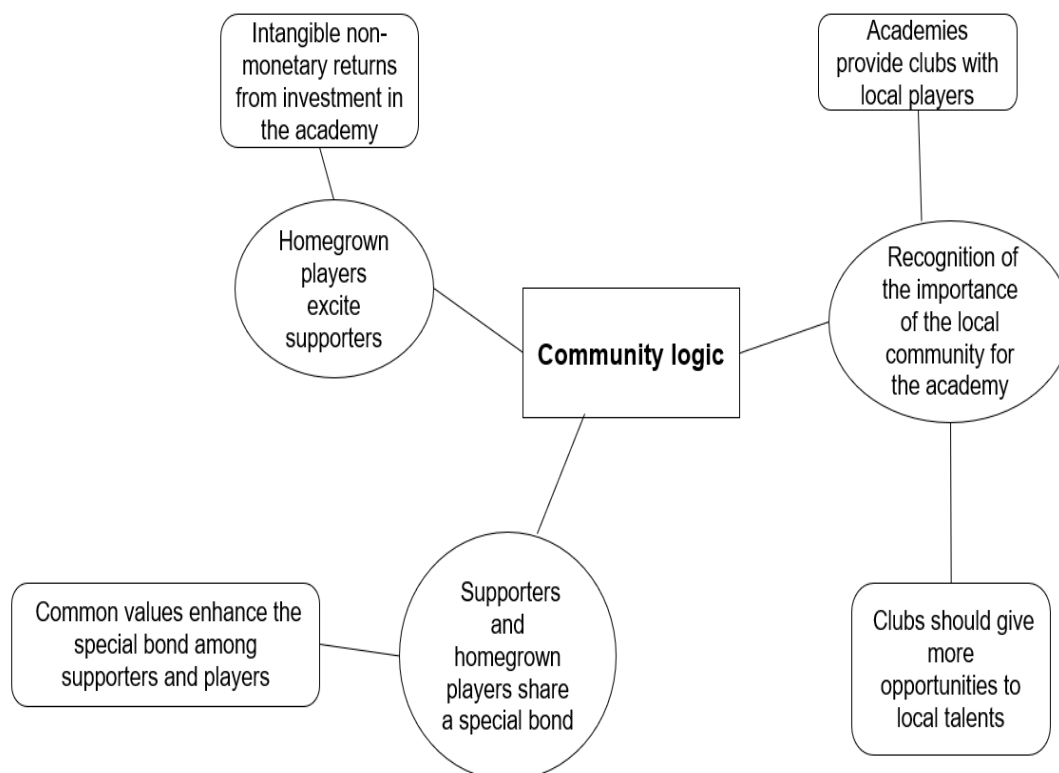 Intangible non-
monetary returns
from investment in
the academy
Academies
provide clubs with
local players
Homegrown
players
excite
supporters
Recognition of
the importance
of the local
community for
the academy
Community logic
Common values enhance the
special bond among
supporters and players
Supporters
and
homegrown
players share
a special bond
Clubs should give
more
opportunities to
local talents